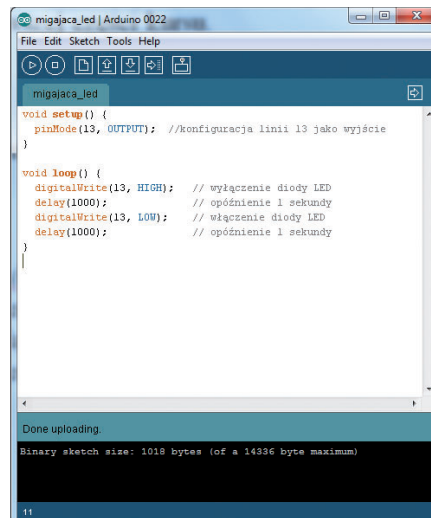 migajaca_led | Arduino 0022
File Edit Sketch Tools Help
migajaca_led
void setup() {
pinMode(13, OUTPUT); //konfiguracja linii 13 jako wyjście
}
void loop() {
digitalWrite(13, HIGH); // wyłączenie diody LED
delay(1000); // opóźnienie 1 sekundy
digitalWrite(13, LOW); // włączenie diody LED
delay(1000); // opóźnienie 1 sekundy
}
Done uploading.
Binary sketch size: 1018 bytes (of a 14336 byte maximum)
11